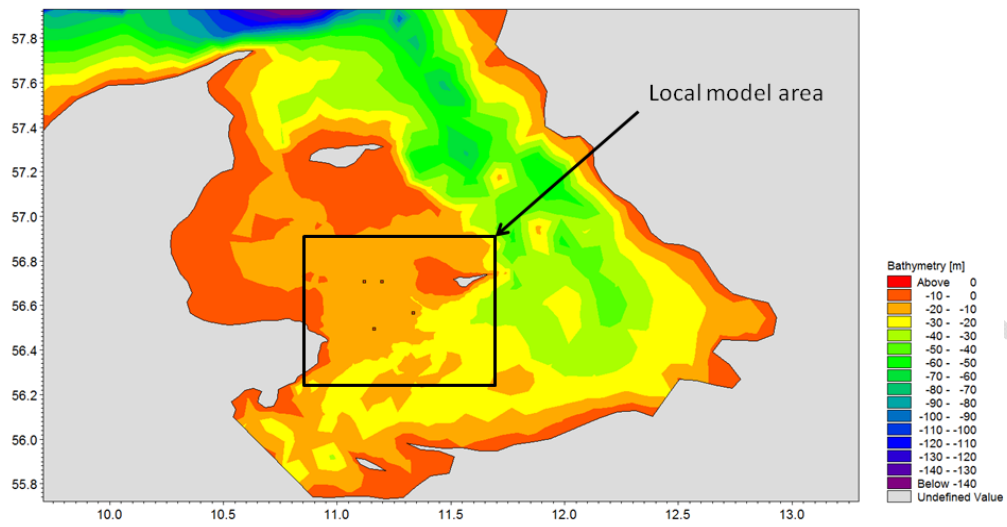 57.8
57.6
57.4
57.2
57.0
56.8
56.6
56.4
56.2
56.0
55.8
Local model area
10.0 10.5 11.0 11.5 12.0 12.5 13.0
Bathymetry [m]
Above 0
-10 - 0
-20 - -10
-30 - -20
-40 - -30
-50 - -40
-60 - -50
-70 - -60
-80 - -70
-90 - -80
-100 - -90
-110 - -100
-120 - -110
-130 - -120
-140 - -130
Below -140
Undefined Value